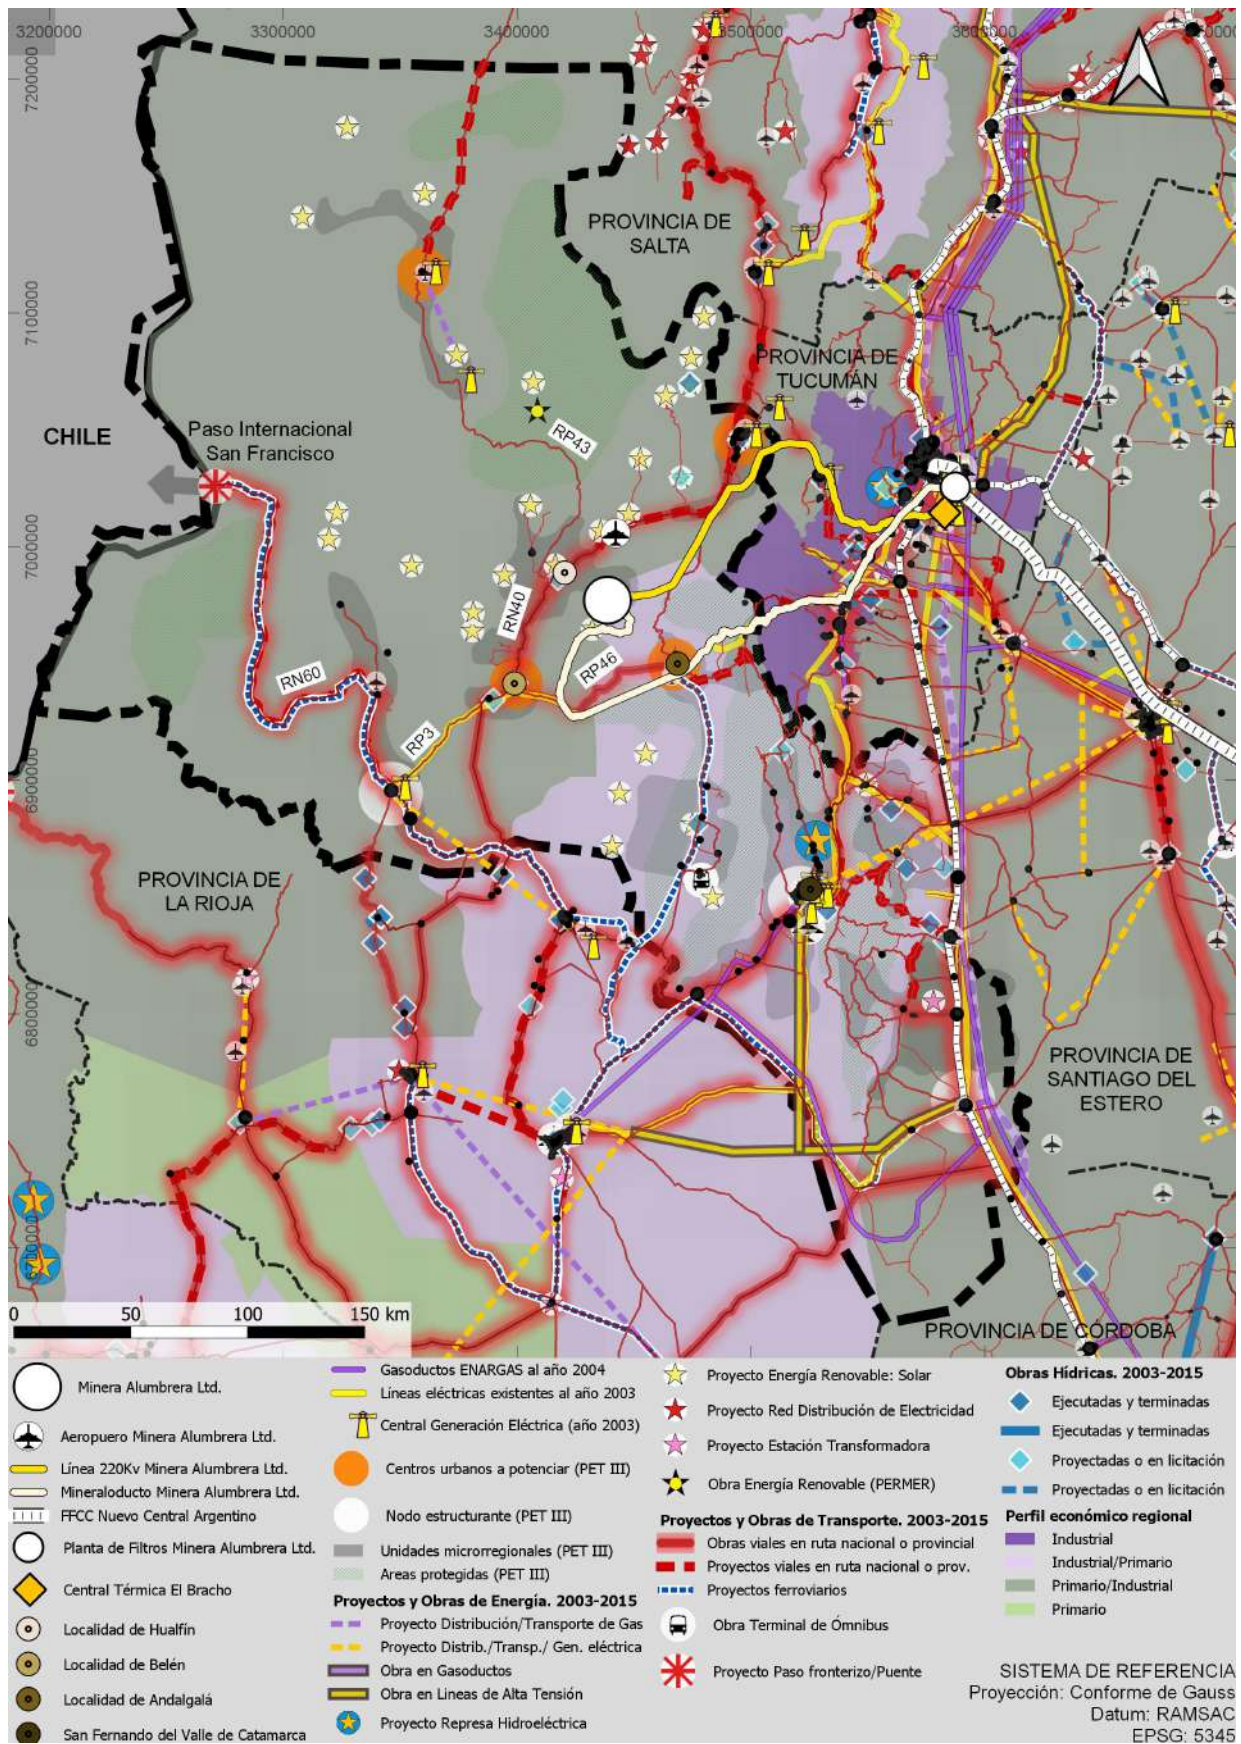 3200000
3300000
3400000
3500000
3600000
7200000
7100000
7000000
6900000
6800000
6700000
PROVINCIA DE
SALTA
PROVINCIA DE
TUCUMÁN
CHILE
Paso Internacional
San Francisco
RP43
RN40
RP46
RN60
RP3
PROVINCIA DE
LA RIOJA
PROVINCIA DE
SANTIAGO DEL
ESTERO
PROVINCIA DE CÓRDOBA
0 50 100 150 km
Minera Alumbrera Ltd.
Aeropuero Minera Alumbrera Ltd.
Línea 220Kv Minera Alumbrera Ltd.
Mineraloducto Minera Alumbrera Ltd.
FFCC Nuevo Central Argentino
Planta de Filtros Minera Alumbrera Ltd.
Central Térmica El Bracho
Localidad de Hualfín
Localidad de Belén
Localidad de Andalgalá
San Fernando del Valle de Catamarca
Gasoductos ENARGAS al año 2004
Líneas eléctricas existentes al año 2003
Central Generación Eléctrica (año 2003)
Centros urbanos a potenciar (PET III)
Nodo estructurante (PET III)
Unidades microrregionales (PET III)
Areas protegidas (PET III)
Proyectos y Obras de Energía. 2003-2015
Proyecto Distribución/Transporte de Gas
Proyecto Distrib./Transp./ Gen. eléctrica
Obra en Gasoductos
Obra en Lineas de Alta Tensión
Proyecto Represa Hidroeléctrica
Proyecto Energía Renovable: Solar
Proyecto Red Distribución de Electricidad
Proyecto Estación Transformadora
Obra Energía Renovable (PERMER)
Proyectos y Obras de Transporte. 2003-2015
Obras viales en ruta nacional o provincial
Proyectos viales en ruta nacional o prov.
Proyectos ferroviarios
Obra Terminal de Ómnibus
Proyecto Paso fronterizo/Puente
Obras Hídricas. 2003-2015
Ejecutadas y terminadas
Ejecutadas y terminadas
Proyectadas o en licitación
Proyectadas o en licitación
Perfil económico regional
Industrial
Industrial/Primario
Primario/Industrial
Primario
SISTEMA DE REFERENCIA
Proyección: Conforme de Gauss
Datum: RAMSAC
EPSG: 5345